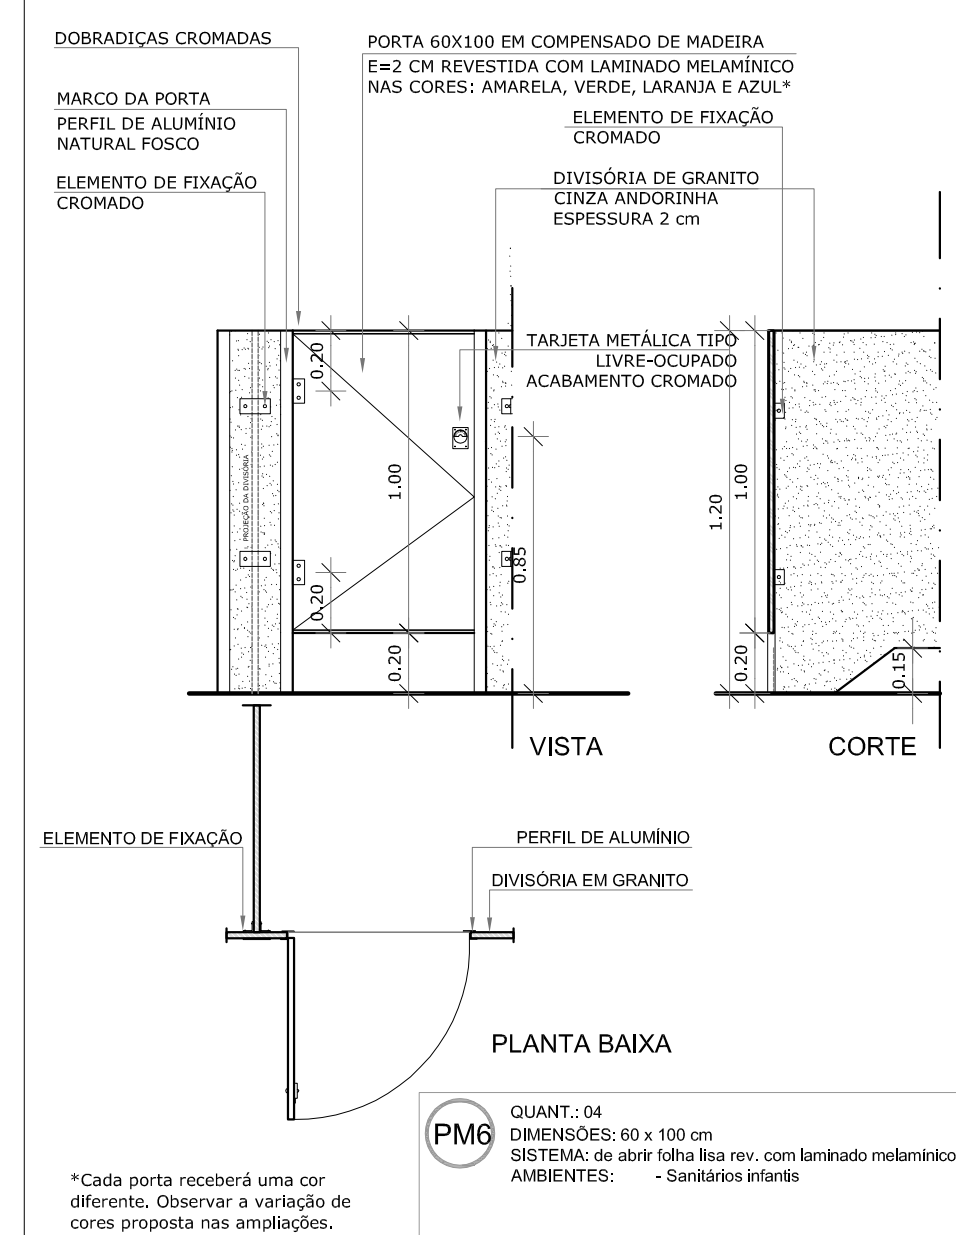 DOBRADIÇAS CROMADAS
PORTA 60X100 EM COMPENSADO DE MADEIRA
E=2 CM REVESTIDA COM LAMINADO MELAMÍNICO
NAS CORES: AMARELA, VERDE, LARANJA E AZUL*
MARCO DA PORTA
PERFIL DE ALUMÍNIO
NATURAL FOSCO
ELEMENTO DE FIXAÇÃO
CROMADO
ELEMENTO DE FIXAÇÃO
CROMADO
DIVISÓRIA DE GRANITO
CINZA ANDORINHA
ESPESSURA 2 cm
TARJETA METÁLICA TIPO
LIVRE-OCUPADO
ACABAMENTO CROMADO
0.20
1.00
PROJEÇÃO DA DIVISÓRIA
0.20
0.20
0.85
1.20
1.00
0.20
0.15
VISTA
CORTE
ELEMENTO DE FIXAÇÃO
PERFIL DE ALUMÍNIO
DIVISÓRIA EM GRANITO
PLANTA BAIXA
PM6
QUANT.: 04
DIMENSÕES: 60 x 100 cm
SISTEMA: de abrir folha lisa rev. com laminado melamínico
AMBIENTES: - Sanitários infantis
*Cada porta receberá uma cor
diferente. Observar a variação de
cores proposta nas ampliações.